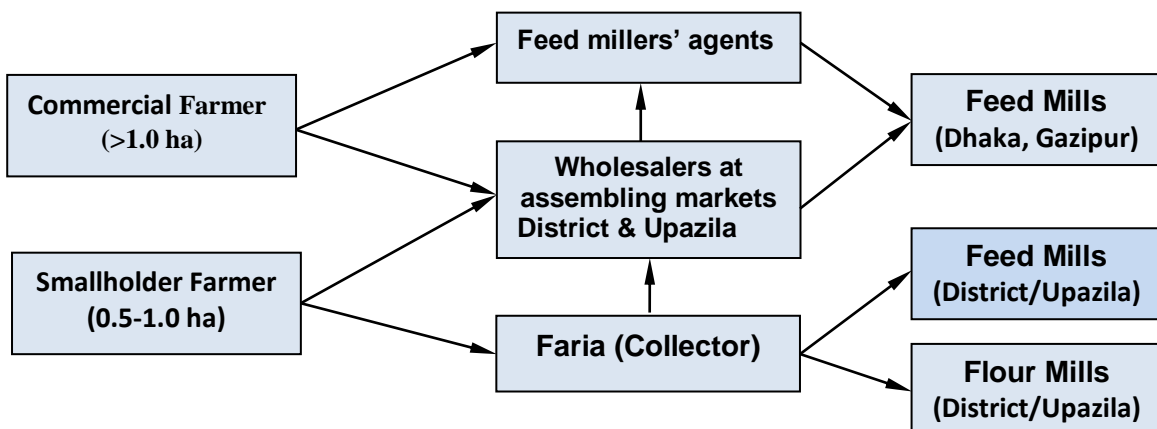 Commercial Farmer
(>1.0 ha)
Smallholder Farmer
(0.5-1.0 ha)
Feed millers’ agents
Wholesalers at
assembling markets
District & Upazila
Faria (Collector)
Feed Mills
(Dhaka, Gazipur)
Feed Mills
(District/Upazila)
Flour Mills
(District/Upazila)